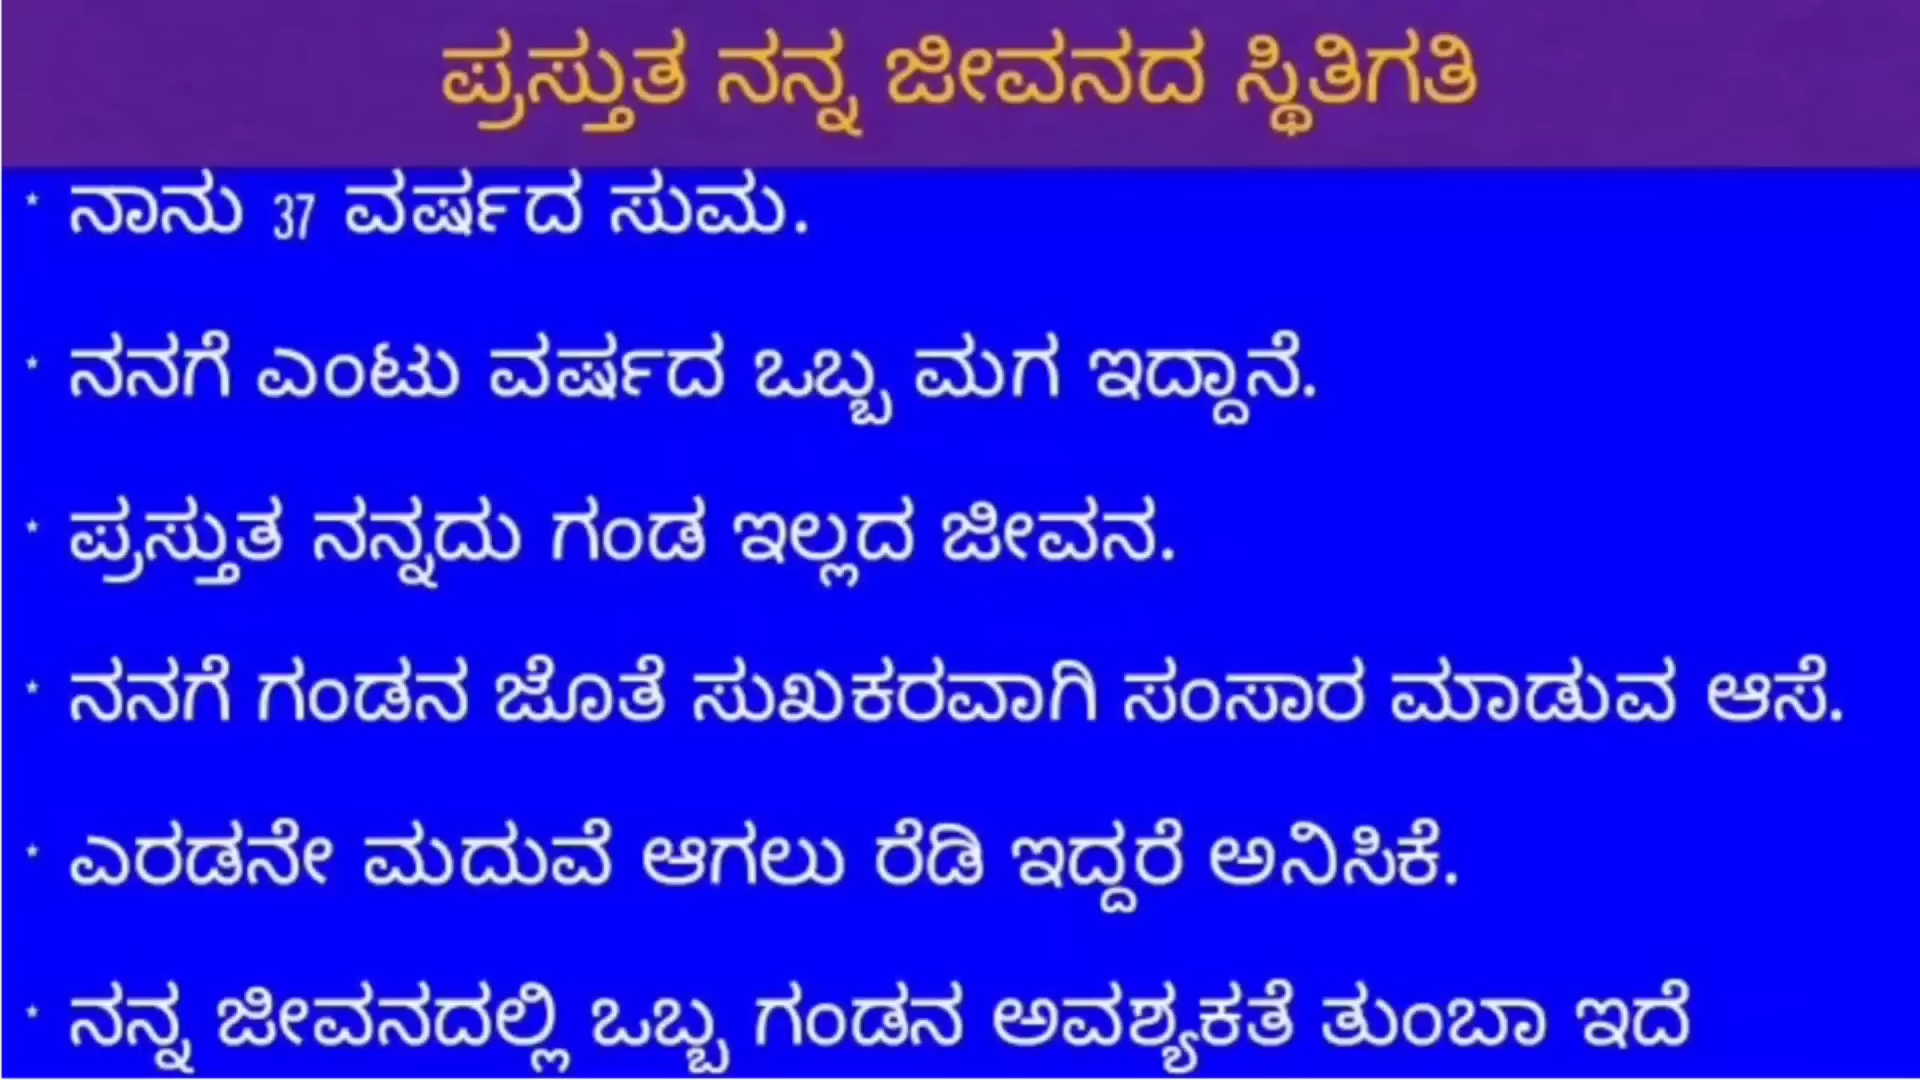 ಪ್ರಸ್ತುತ ನನ್ನ ಜೀವನದ ಸ್ಥಿತಿಗತಿ
* ನಾನು 37 ವರ್ಷದ ಸುಮ.
* ನನಗೆ ಎಂಟು ವರ್ಷದ ಒಬ್ಬ ಮಗ ಇದ್ದಾನೆ.
* ಪ್ರಸ್ತುತ ನನ್ನದು ಗಂಡ ಇಲ್ಲದ ಜೀವನ.
* ನನಗೆ ಗಂಡನ ಜೊತೆ ಸುಖಕರವಾಗಿ ಸಂಸಾರ ಮಾಡುವ ಆಸೆ.
* ಎರಡನೇ ಮದುವೆ ಆಗಲು ರೆಡಿ ಇದ್ದರೆ ಅನಿಸಿಕೆ.
* ನನ್ನ ಜೀವನದಲ್ಲಿ ಒಬ್ಬ ಗಂಡನ ಅವಶ್ಯಕತೆ ತುಂಬಾ ಇದೆ